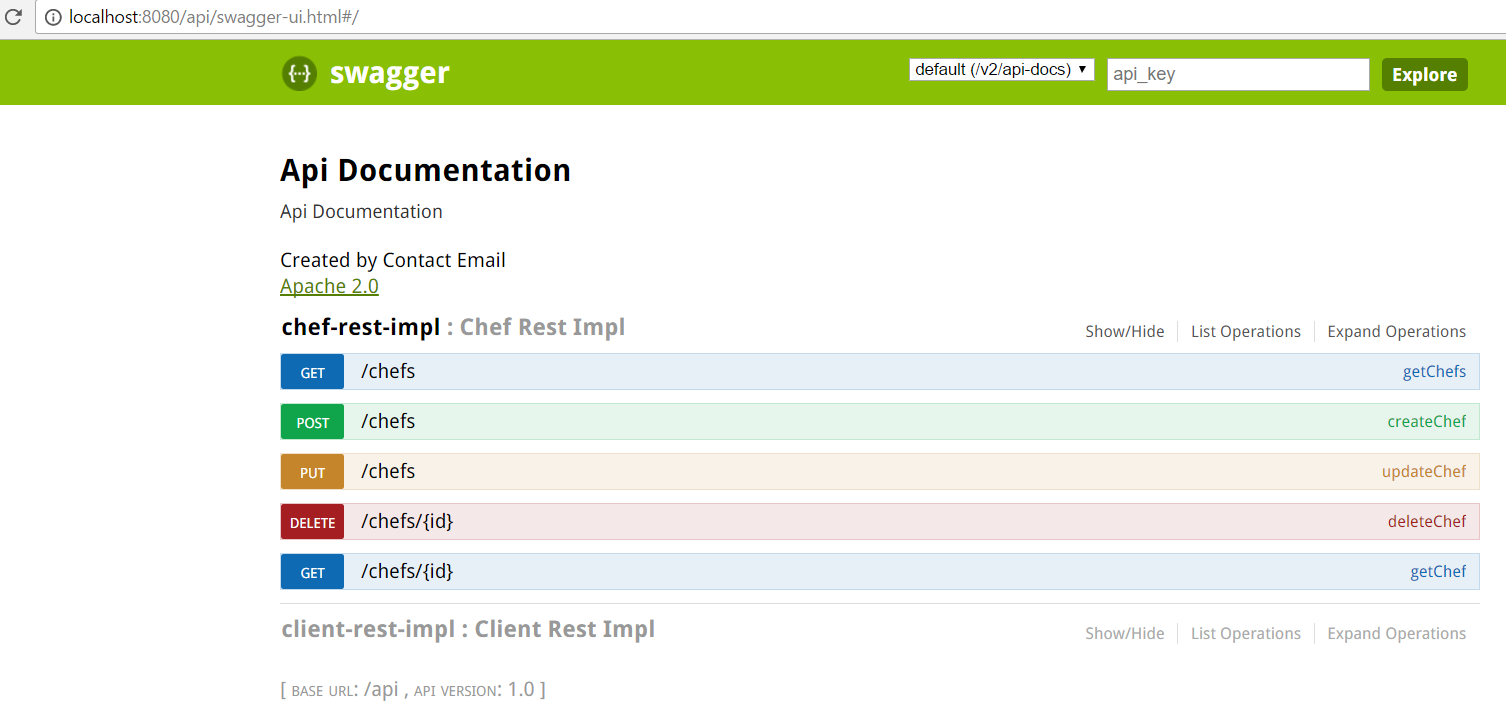 localhost:8080/api/swagger-ui.html#/
{···} swagger default (/v2/api-docs) ▼ api_key Explore
Api Documentation
Api Documentation
Created by Contact Email
Apache 2.0
chef-rest-impl : Chef Rest Impl Show/Hide List Operations Expand Operations
GET /chefs getChefs
POST /chefs createChef
PUT /chefs updateChef
DELETE /chefs/{id} deleteChef
GET /chefs/{id} getChef
client-rest-impl : Client Rest Impl Show/Hide List Operations Expand Operations
[ BASE URL: /api , API VERSION: 1.0 ]